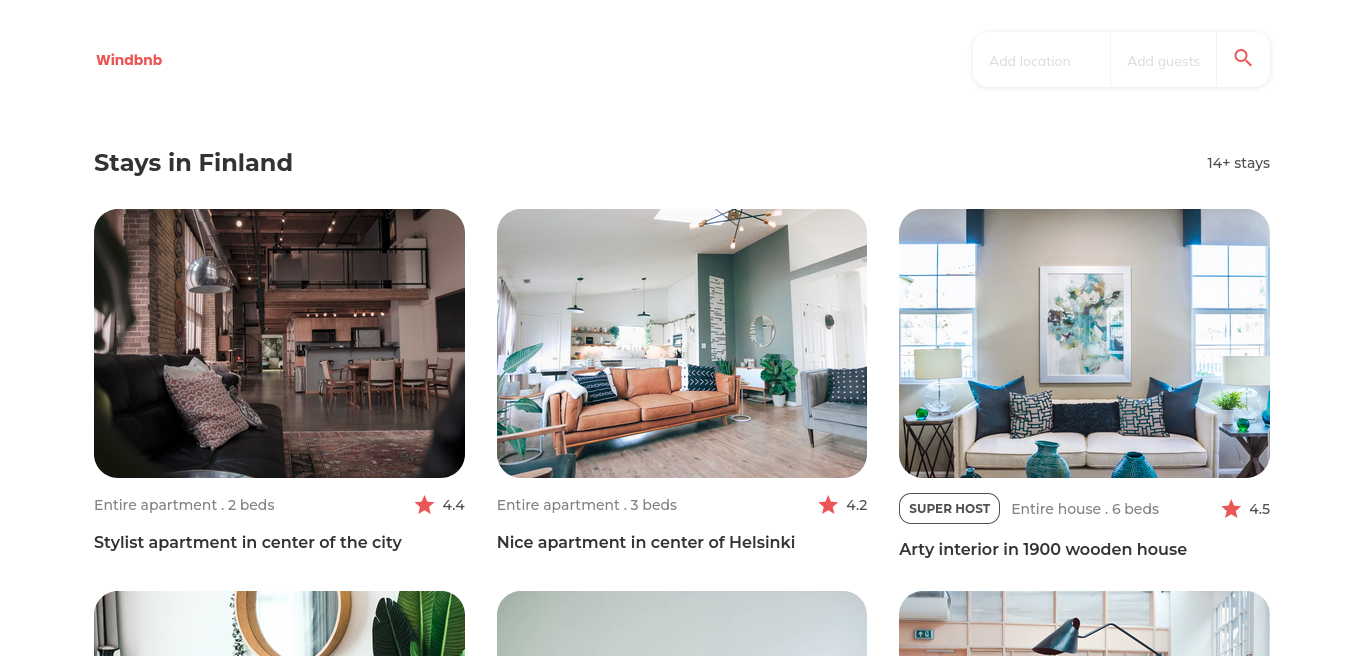 Windbnb
Add location
Add guests
Stays in Finland
14+ stays
Entire apartment . 2 beds
4.4
Stylist apartment in center of the city
Entire apartment . 3 beds
4.2
Nice apartment in center of Helsinki
SUPER HOST
Entire house . 6 beds
4.5
Arty interior in 1900 wooden house